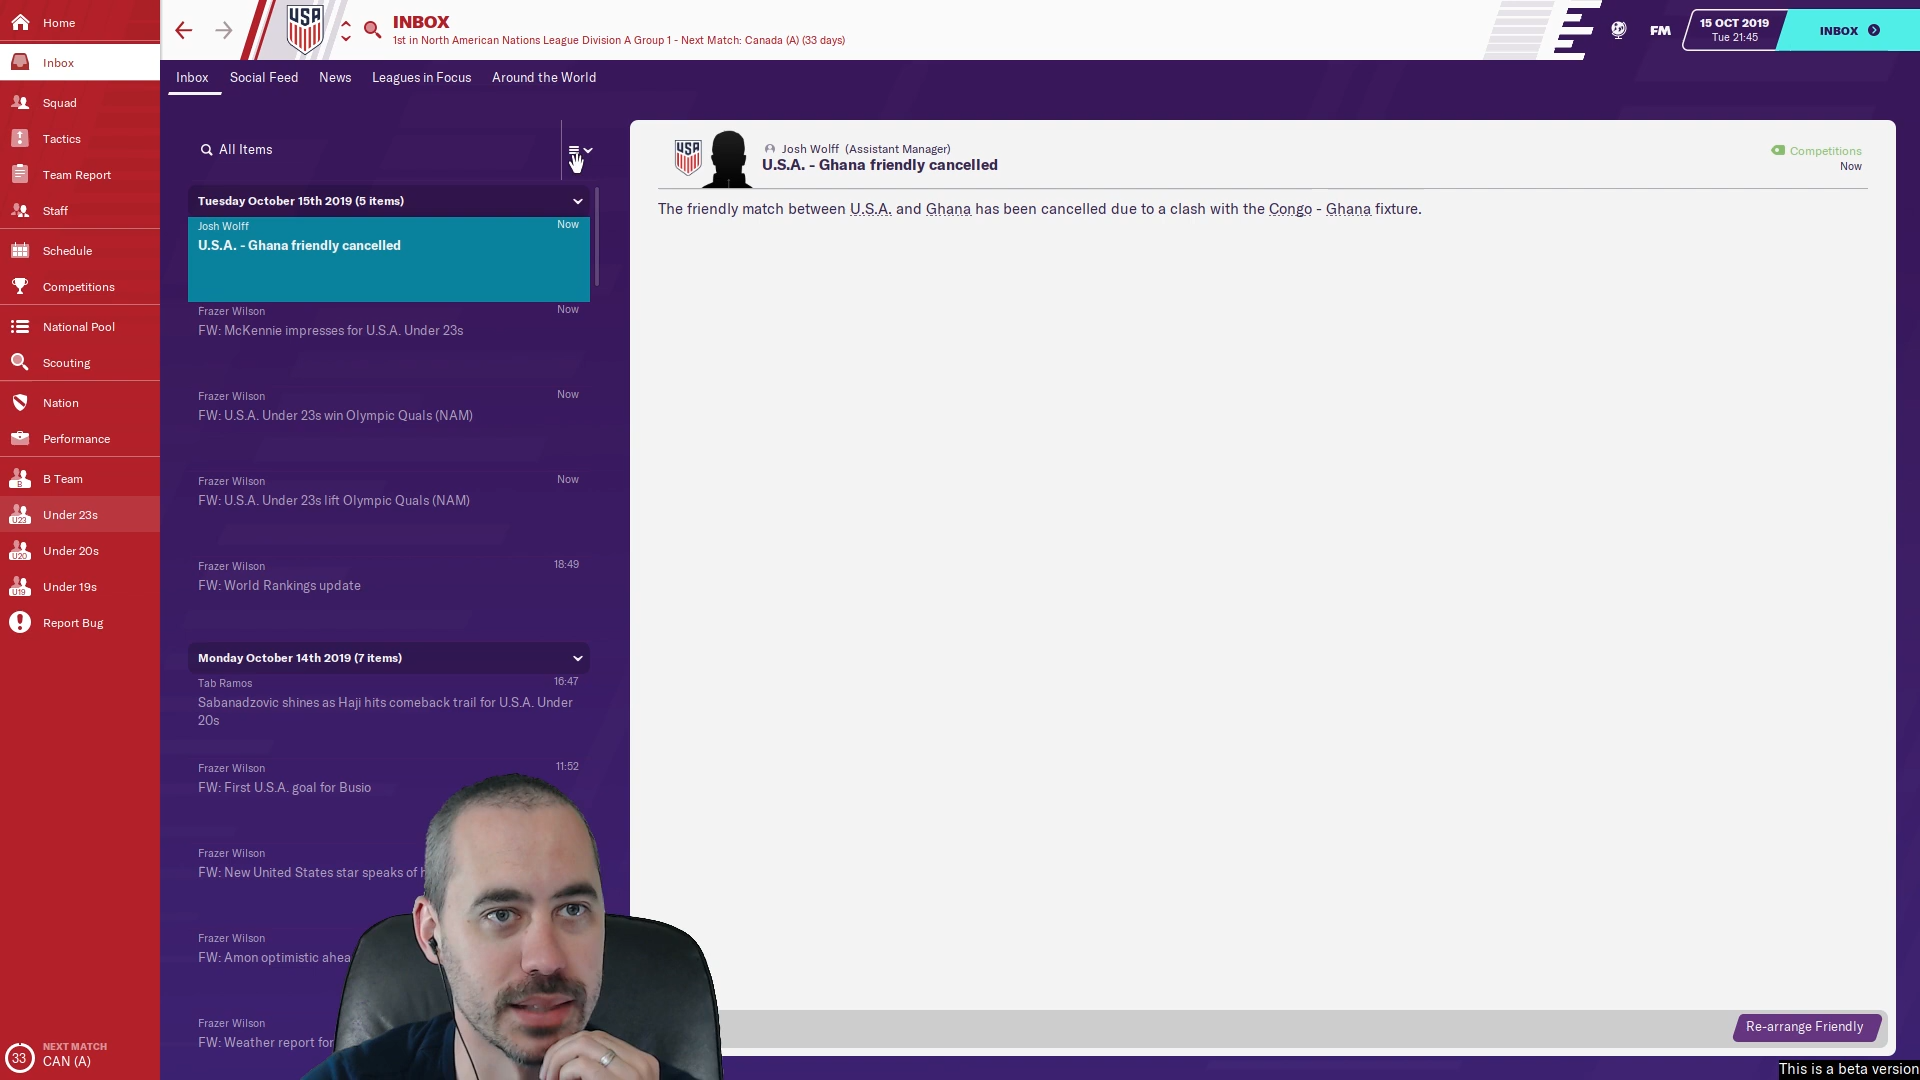 Home
Inbox
Squad
Tactics
Team Report
Staff
Schedule
Competitions
National Pool
Scouting
Nation
Performance
B
B Team
U23
Under 23s
U20
Under 20s
U19
Under 19s
Report Bug
33
NEXT MATCH
CAN (A)
USA
INBOX
1st in North American Nations League Division A Group 1 - Next Match: Canada (A) (33 days)
FM
15 OCT 2019
Tue 21:45
INBOX
Inbox
Social Feed
News
Leagues in Focus
Around the World
All Items
Tuesday October 15th 2019 (5 items)
Josh Wolff
Now
U.S.A. - Ghana friendly cancelled
Frazer Wilson
Now
FW: McKennie impresses for U.S.A. Under 23s
Frazer Wilson
Now
FW: U.S.A. Under 23s win Olympic Quals (NAM)
Frazer Wilson
Now
FW: U.S.A. Under 23s lift Olympic Quals (NAM)
Frazer Wilson
18:49
FW: World Rankings update
Monday October 14th 2019 (7 items)
Tab Ramos
16:47
Sabanadzovic shines as Haji hits comeback trail for U.S.A. Under
20s
Frazer Wilson
11:52
FW: First U.S.A. goal for Busio
Frazer Wilson
FW: New United States star speaks of
Frazer Wilson
FW: Amon optimistic ahea
Frazer Wilson
FW: Weather report for
USA
Josh Wolff (Assistant Manager)
U.S.A. - Ghana friendly cancelled
Competitions
Now
The friendly match between U.S.A. and Ghana has been cancelled due to a clash with the Congo - Ghana fixture.
Re-arrange Friendly
This is a beta version